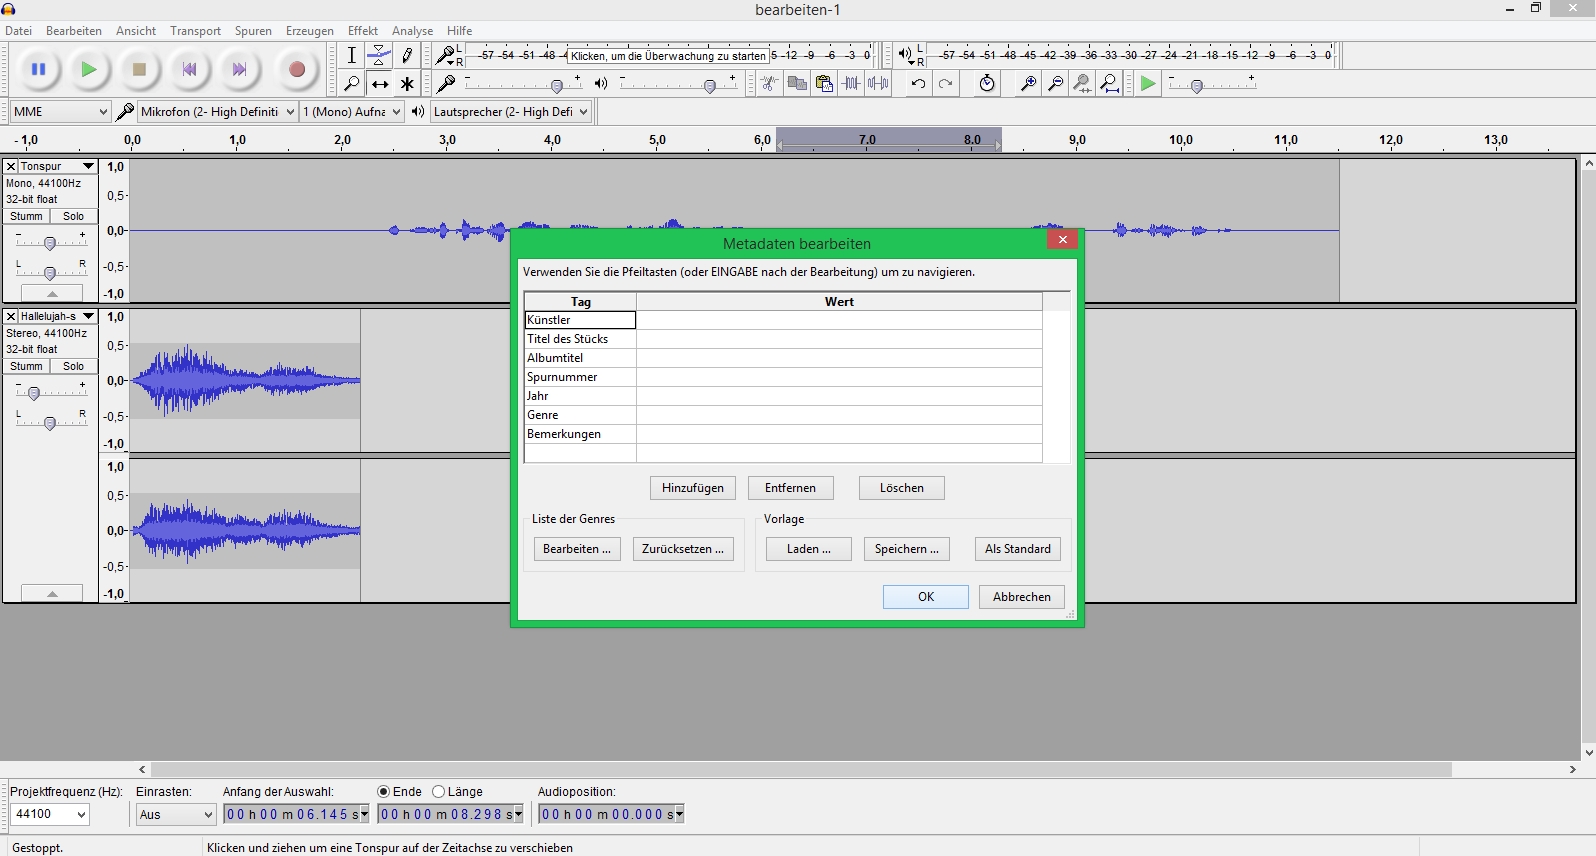 bearbeiten-1
Datei Bearbeiten Ansicht Transport Spuren Erzeugen Effekt Analyse Hilfe
L
R
-57 -54 -51 -48 -4 Klicken, um die Überwachung zu starten 5 -12 -9 -6 -3 0
L
R
-57 -54 -51 -48 -45 -42 -39 -36 -33 -30 -27 -24 -21 -18 -15 -12 -9 -6 -3 0
- + - + - +
MME Mikrofon (2- High Definiti 1 (Mono) Aufna Lautsprecher (2- High Defi
- 1,0 0,0 1,0 2,0 3,0 4,0 5,0 6,0 7.0 8.0 9,0 10,0 11,0 12,0 13,0
Tonspur
Mono, 44100Hz
32-bit float
Stumm Solo
- +
L R
1,0
0,5-
0,0-
-0,5-
-1,0
Hallelujah-s
Stereo, 44100Hz
32-bit float
Stumm Solo
- +
L R
1,0
0,5-
0,0-
-0,5-
-1,0
1,0
0,5-
0,0-
-0,5-
-1,0
Metadaten bearbeiten
Verwenden Sie die Pfeiltasten (oder EINGABE nach der Bearbeitung) um zu navigieren.
Tag Wert
Künstler
Titel des Stücks
Albumtitel
Spurnummer
Jahr
Genre
Bemerkungen
Hinzufügen Entfernen Löschen
Liste der Genres Vorlage
Bearbeiten ... Zurücksetzen ... Laden ... Speichern ... Als Standard
OK Abbrechen
Projektfrequenz (Hz): Einrasten: Anfang der Auswahl: Ende Länge Audioposition:
44100 Aus 00 h 00 m 06.145 s 00 h 00 m 08.298 s 00 h 00 m 00.000 s
Gestoppt. Klicken und ziehen um eine Tonspur auf der Zeitachse zu verschieben